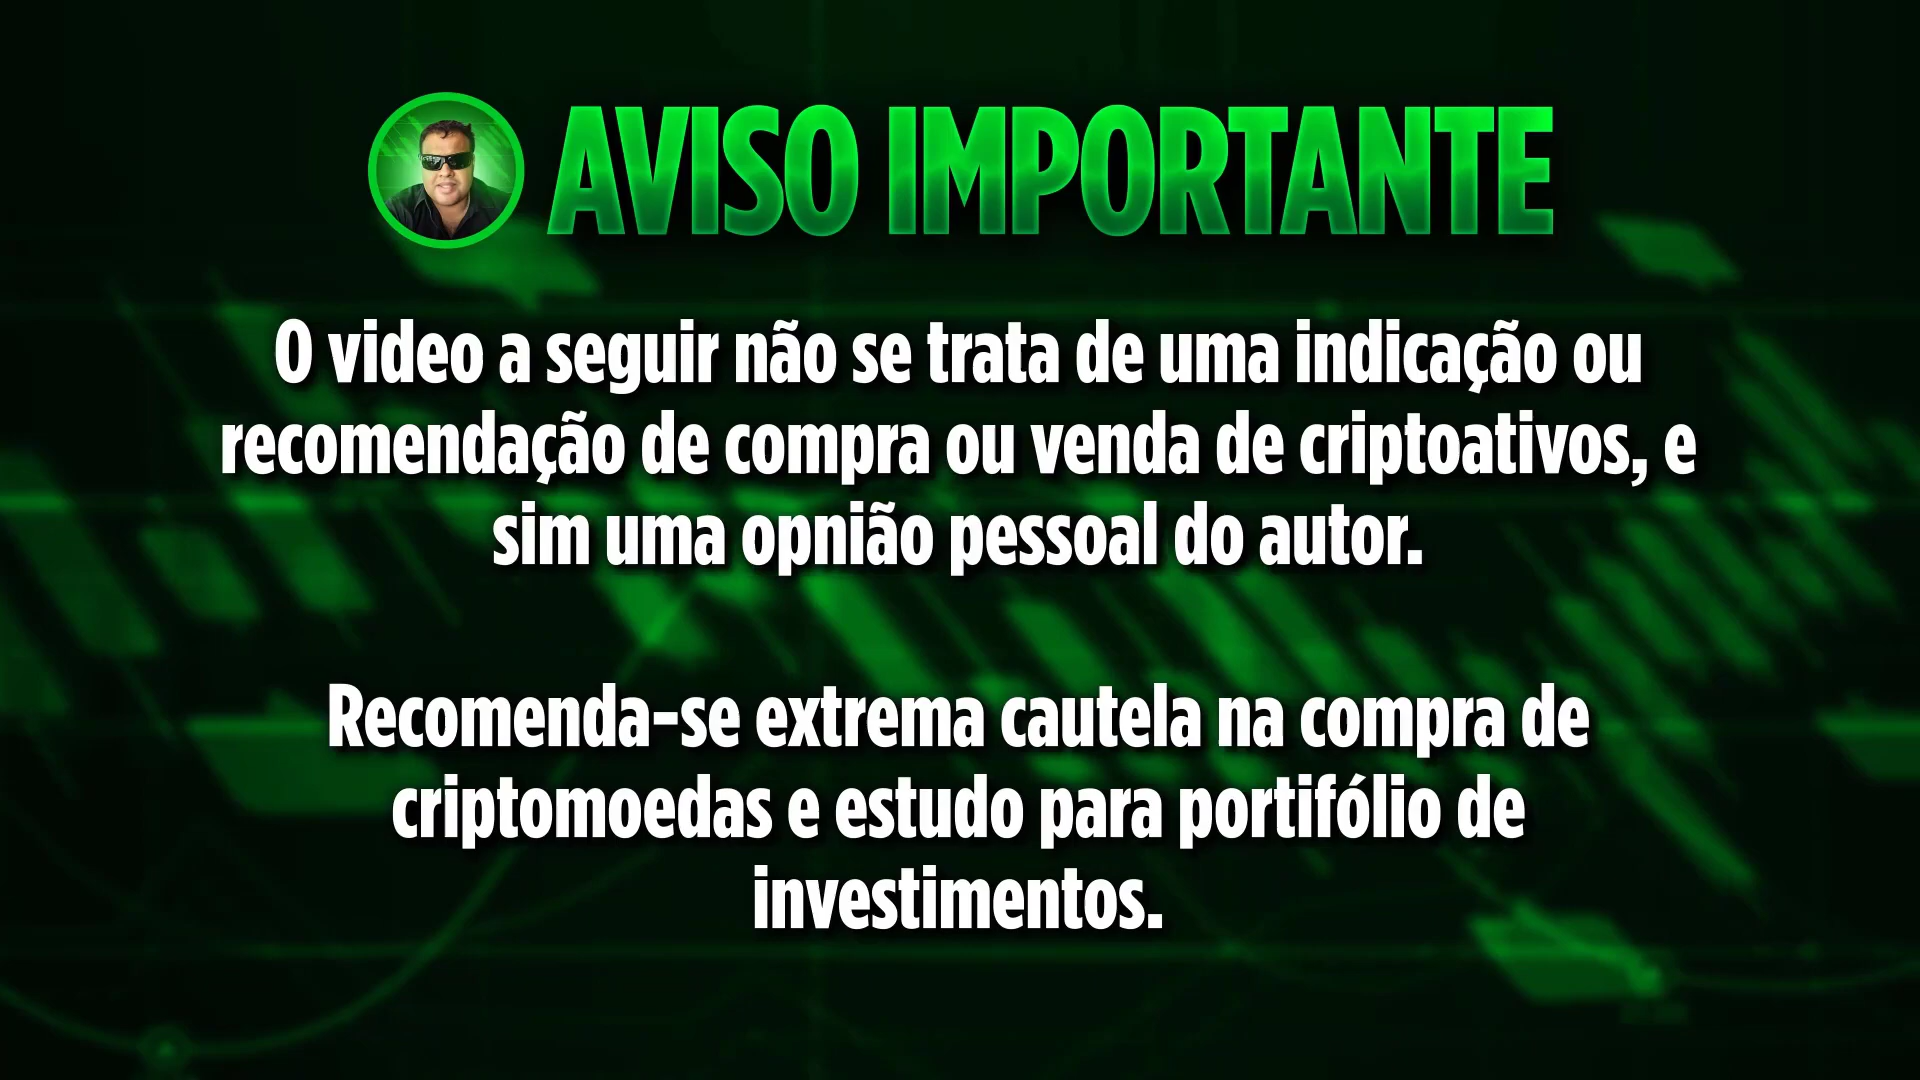 AVISO IMPORTANTE
O video a seguir não se trata de uma indicação ou
recomendação de compra ou venda de criptoativos, e
sim uma opnião pessoal do autor.
Recomenda-se extrema cautela na compra de
criptomoedas e estudo para portifólio de
investimentos.